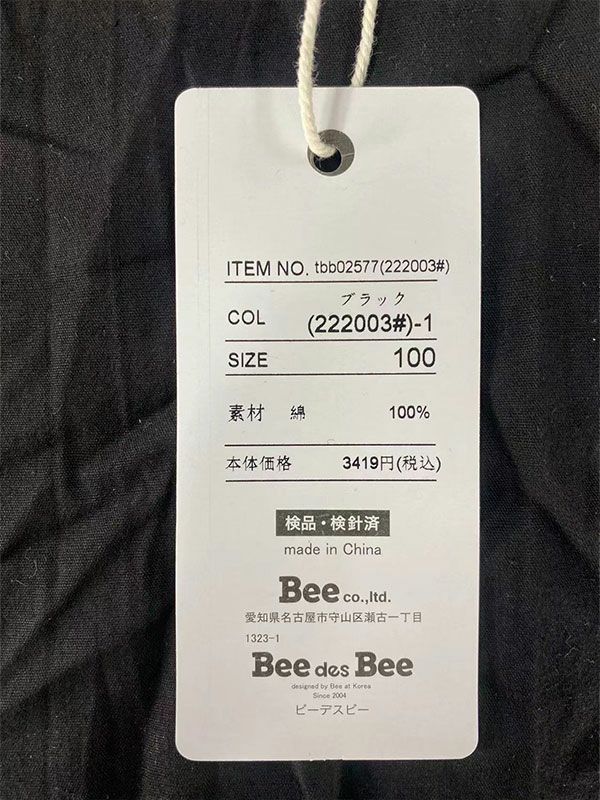 ITEM NO. tbb02577(222003#)
ブラック
COL (222003#)-1
SIZE 100
素材 綿 100%
本体価格 3419円(税込)
検品・検針済
made in China
Bee co.,ltd.
愛知県名古屋市守山区瀬古一丁目
1323-1
Bee des Bee
designed by Bee at Korea
Since 2004
ビーデスビー